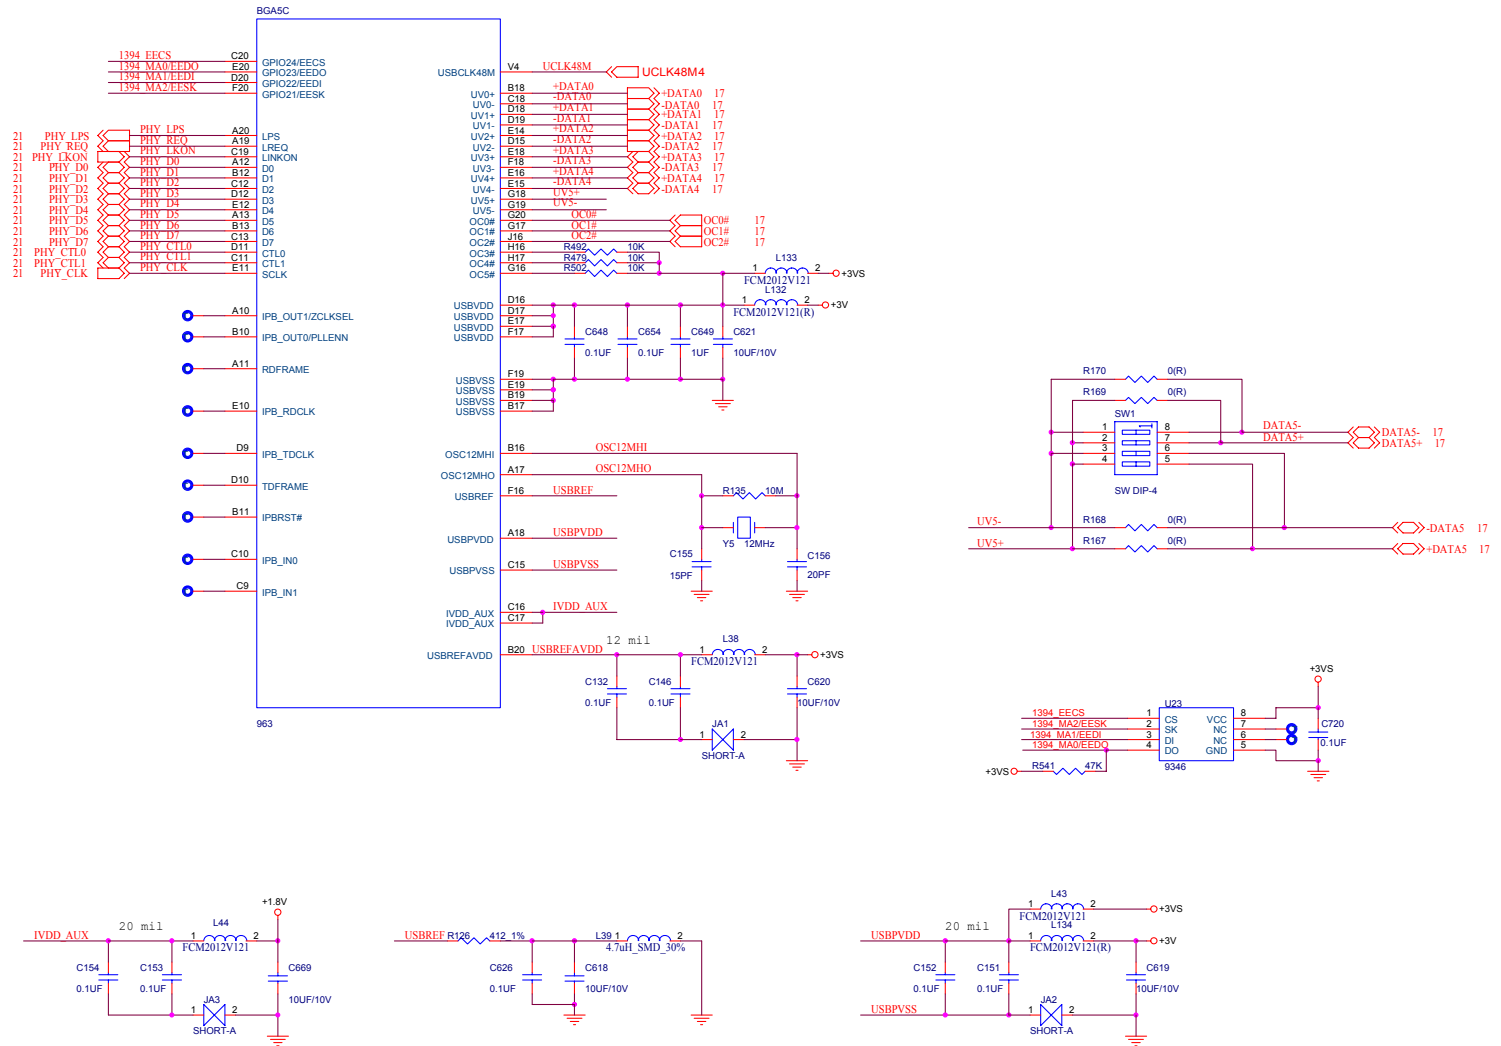 BGA5C
1394_EECS C20 GPIO24/EECS
1394_MA0/EEDO E20 GPIO23/EEDO
1394_MA1/EEDI D20 GPIO22/EEDI
1394_MA2/EESK F20 GPIO21/EESK
21 PHY_LPS PHY_LPS A20 LPS
21 PHY_REQ PHY_REQ A19 LREQ
21 PHY_LKON PHY_LKON C19 LINKON
21 PHY_D0 PHY_D0 A12 D0
21 PHY_D1 PHY_D1 B12 D1
21 PHY_D2 PHY_D2 C12 D2
21 PHY_D3 PHY_D3 D12 D3
21 PHY_D4 PHY_D4 E12 D4
21 PHY_D5 PHY_D5 A13 D5
21 PHY_D6 PHY_D6 B13 D6
21 PHY_D7 PHY_D7 C13 D7
21 PHY_CTL0 PHY_CTL0 D11 CTL0
21 PHY_CTL1 PHY_CTL1 C11 CTL1
21 PHY_CLK PHY_CLK E11 SCLK
A10 IPB_OUT1/ZCLKSEL
B10 IPB_OUT0/PLLENN
A11 RDFRAME
E10 IPB_RDCLK
D9 IPB_TDCLK
D10 TDFRAME
B11 IPBRST#
C10 IPB_IN0
C9 IPB_IN1
963
USBCLK48M V4 UCLK48M UCLK48M4
UV0+ B18 +DATA0 +DATA0 17
UV0- C18 -DATA0 -DATA0 17
UV1+ D18 +DATA1 +DATA1 17
UV1- D19 -DATA1 -DATA1 17
UV2+ E14 +DATA2 +DATA2 17
UV2- D15 -DATA2 -DATA2 17
UV3+ E18 +DATA3 +DATA3 17
UV3- F18 -DATA3 -DATA3 17
UV4+ E16 +DATA4 +DATA4 17
UV4- E15 -DATA4 -DATA4 17
UV5+ G18 UV5+
UV5- G19 UV5-
OC0# G20 OC0# OC0# 17
OC1# G17 OC1# OC1# 17
OC2# J16 OC2# OC2# 17
OC3# H16 R492 10K
OC4# H17 R479 10K
OC5# G16 R502 10K
L133
1 2 +3VS
FCM2012V121
L132
1 2 +3V
FCM2012V121(R)
USBVDD D16
USBVDD D17
USBVDD E17
USBVDD F17
C648 C654 C649 C621
0.1UF 0.1UF 1UF 10UF/10V
USBVSS F19
USBVSS E19
USBVSS B19
USBVSS B17
OSC12MHI B16 OSC12MHI
OSC12MHO A17 OSC12MHO
USBREF F16 USBREF
R135 10M
USBPVDD A18 USBPVDD
Y5 12MHz
C155 C156
15PF 20PF
USBPVSS C15 USBPVSS
IVDD_AUX C16 IVDD_AUX
IVDD_AUX C17
12 mil
USBREFAVDD B20 USBREFAVDD
L38
1 2 +3VS
FCM2012V121
C132 C146 C620
0.1UF 0.1UF 10UF/10V
JA1
1 2
SHORT-A
R170 0(R)
R169 0(R)
SW1
1 8 DATA5- DATA5- 17
2 7 DATA5+ DATA5+ 17
3 6
4 5
SW DIP-4
UV5- R168 0(R) -DATA5 17
UV5+ R167 0(R) +DATA5 17
+3VS
U23
1394_EECS 1 CS VCC 8
1394_MA2/EESK 2 SK NC 7
1394_MA1/EEDI 3 DI NC 6
1394_MA0/EEDO 4 DO GND 5
C720
0.1UF
+3VS R541 47K
9346
+1.8V
20 mil
IVDD_AUX
L44
1 2
FCM2012V121
C154 C153 C669
0.1UF 0.1UF 10UF/10V
JA3
1 2
SHORT-A
USBREF R126 412_1% L39 1 2
4.7uH_SMD_30%
C626 C618
0.1UF 10UF/10V
L43
1 2 +3VS
FCM2012V121
20 mil
USBPVDD
L134
1 2 +3V
FCM2012V121(R)
C152 C151 C619
0.1UF 0.1UF 10UF/10V
USBPVSS
JA2
1 2
SHORT-A